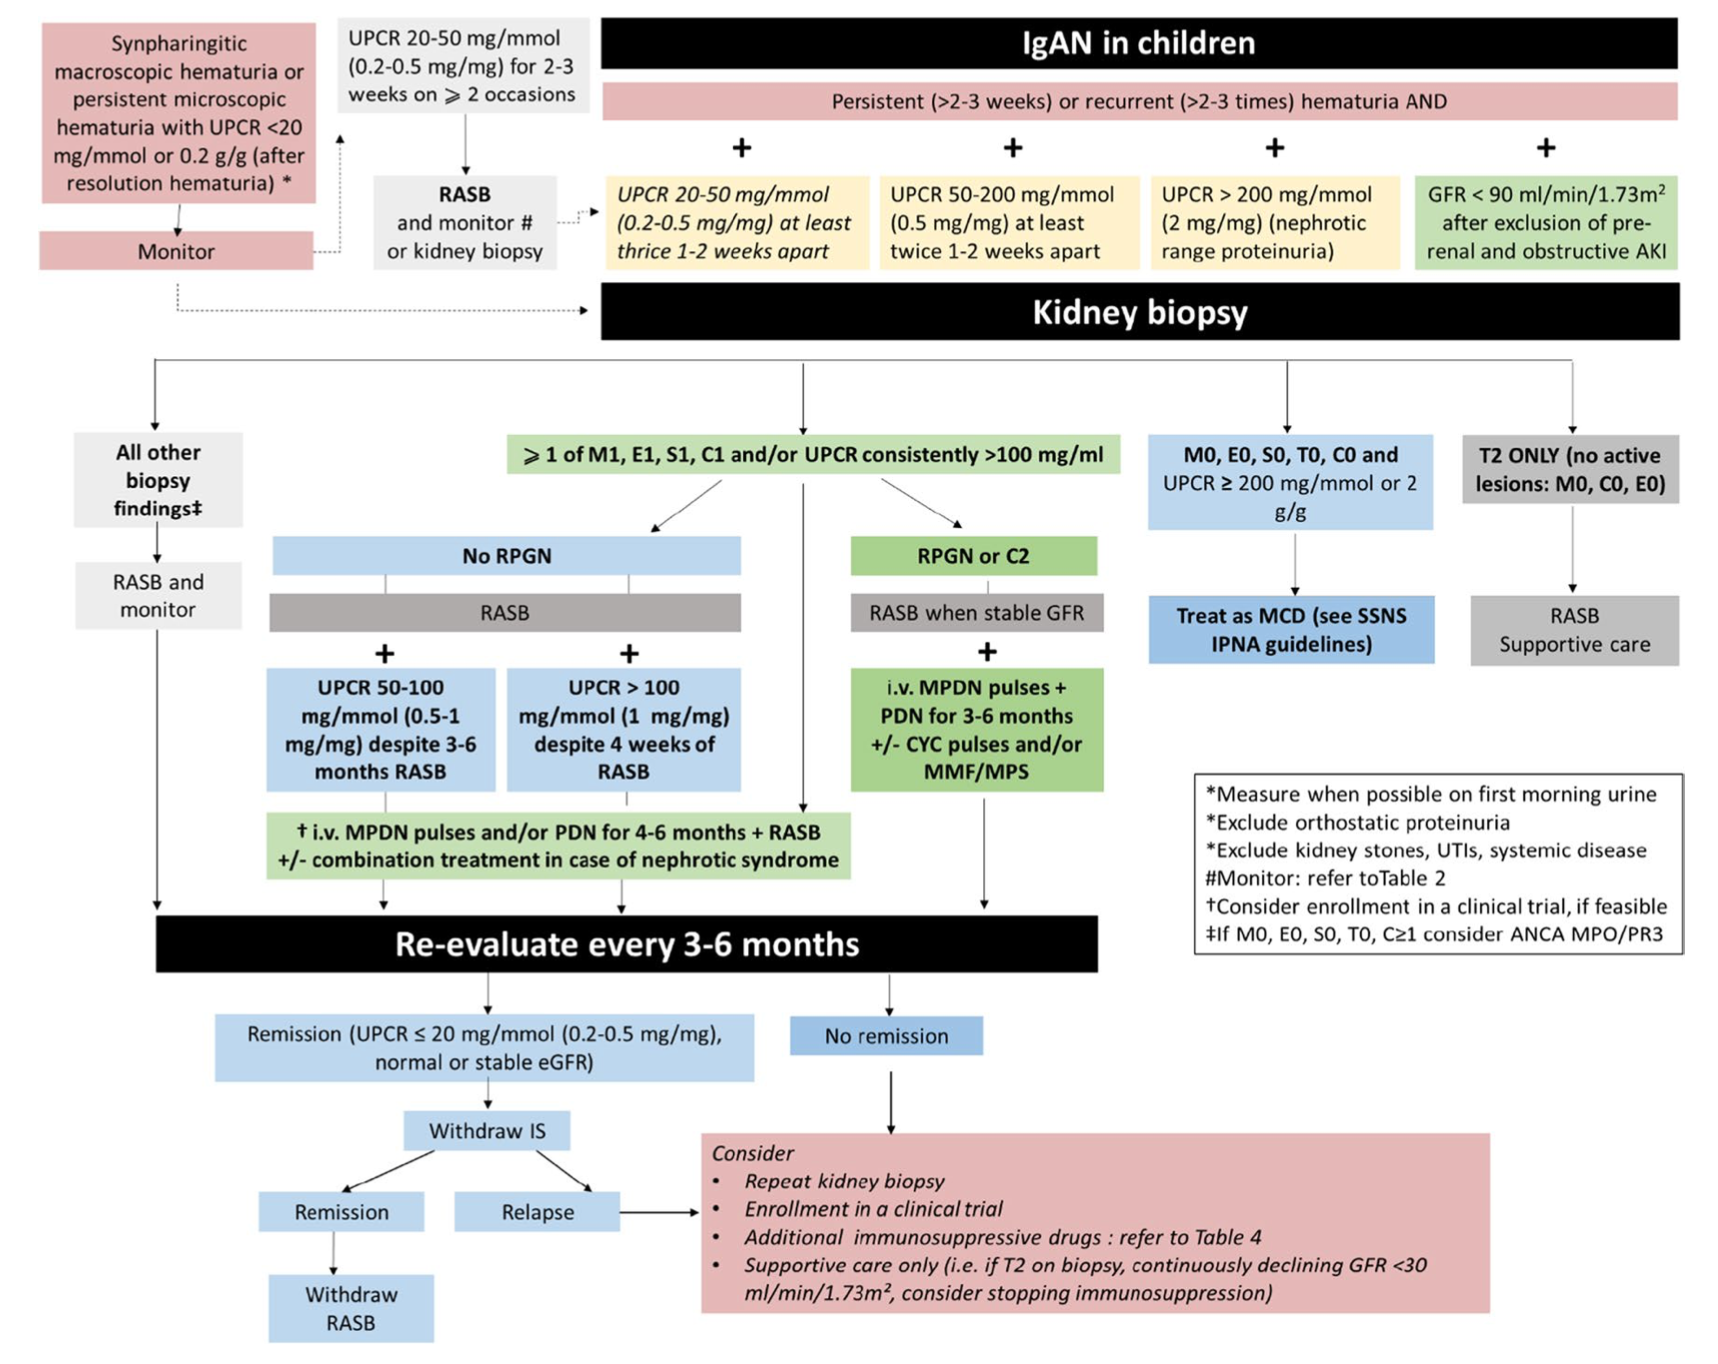 Synpharingitic
macroscopic hematuria or
persistent microscopic
hematuria with UPCR <20
mg/mmol or 0.2 g/g (after
resolution hematuria) *
Monitor
UPCR 20-50 mg/mmol
(0.2-0.5 mg/mg) for 2-3
weeks on ⩾ 2 occasions
RASB
and monitor #
or kidney biopsy
IgAN in children
Persistent (>2-3 weeks) or recurrent (>2-3 times) hematuria AND
+ + + +
UPCR 20-50 mg/mmol
(0.2-0.5 mg/mg) at least
thrice 1-2 weeks apart
UPCR 50-200 mg/mmol
(0.5 mg/mg) at least
twice 1-2 weeks apart
UPCR > 200 mg/mmol
(2 mg/mg) (nephrotic
range proteinuria)
GFR < 90 ml/min/1.73m²
after exclusion of pre-
renal and obstructive AKI
Kidney biopsy
All other
biopsy
findings‡
RASB and
monitor
⩾ 1 of M1, E1, S1, C1 and/or UPCR consistently >100 mg/ml
No RPGN
RASB
+ +
UPCR 50-100
mg/mmol (0.5-1
mg/mg) despite 3-6
months RASB
UPCR > 100
mg/mmol (1 mg/mg)
despite 4 weeks of
RASB
† i.v. MPDN pulses and/or PDN for 4-6 months + RASB
+/- combination treatment in case of nephrotic syndrome
RPGN or C2
RASB when stable GFR
+
i.v. MPDN pulses +
PDN for 3-6 months
+/- CYC pulses and/or
MMF/MPS
M0, E0, S0, T0, C0 and
UPCR ≥ 200 mg/mmol or 2
g/g
Treat as MCD (see SSNS
IPNA guidelines)
T2 ONLY (no active
lesions: M0, C0, E0)
RASB
Supportive care
*Measure when possible on first morning urine
*Exclude orthostatic proteinuria
*Exclude kidney stones, UTIs, systemic disease
#Monitor: refer toTable 2
†Consider enrollment in a clinical trial, if feasible
‡If M0, E0, S0, T0, C≥1 consider ANCA MPO/PR3
Re-evaluate every 3-6 months
Remission (UPCR ≤ 20 mg/mmol (0.2-0.5 mg/mg),
normal or stable eGFR)
No remission
Withdraw IS
Remission
Relapse
Withdraw
RASB
Consider
• Repeat kidney biopsy
• Enrollment in a clinical trial
• Additional immunosuppressive drugs : refer to Table 4
• Supportive care only (i.e. if T2 on biopsy, continuously declining GFR <30
ml/min/1.73m², consider stopping immunosuppression)